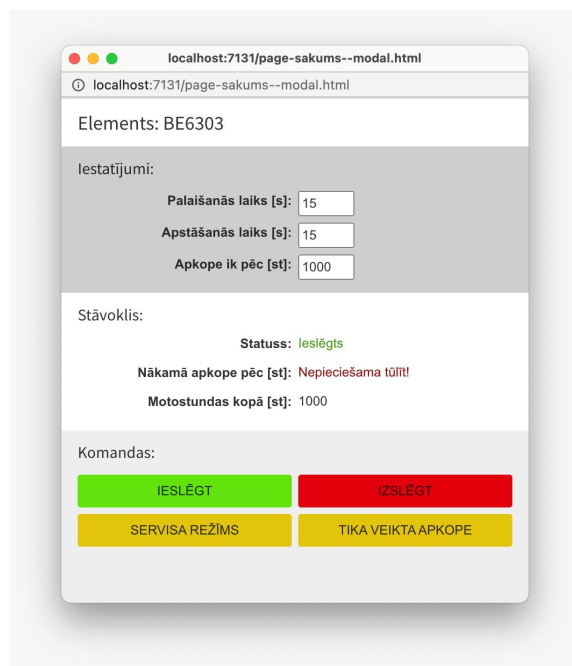 localhost:7131/page-sakums--modal.html
localhost:7131/page-sakums--modal.html
Elements: BE6303
Iestatījumi:
Palaišanās laiks [s]: 15
Apstāšanās laiks [s]: 15
Apkope ik pēc [st]: 1000
Stāvoklis:
Statuss: Ieslēgts
Nākamā apkope pēc [st]: Nepieciešama tūlīt!
Motostundas kopā [st]: 1000
Komandas:
IESLĒGT IZSLĒGT
SERVISA REŽĪMS TIKA VEIKTA APKOPE